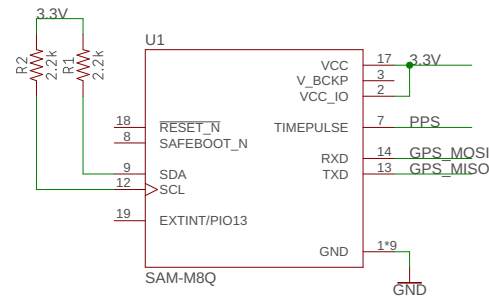 3.3V
R2
2.2k
R1
2.2k
U1
VCC 17 3.3V
V_BCKP 3
VCC_IO 2
18 RESET_N
8 SAFEBOOT_N
TIMEPULSE 7 PPS
RXD 14 GPS_MOSI
9 SDA
TXD 13 GPS_MISO
12 SCL
19 EXTINT/PIO13
GND 1*9
SAM-M8Q
GND